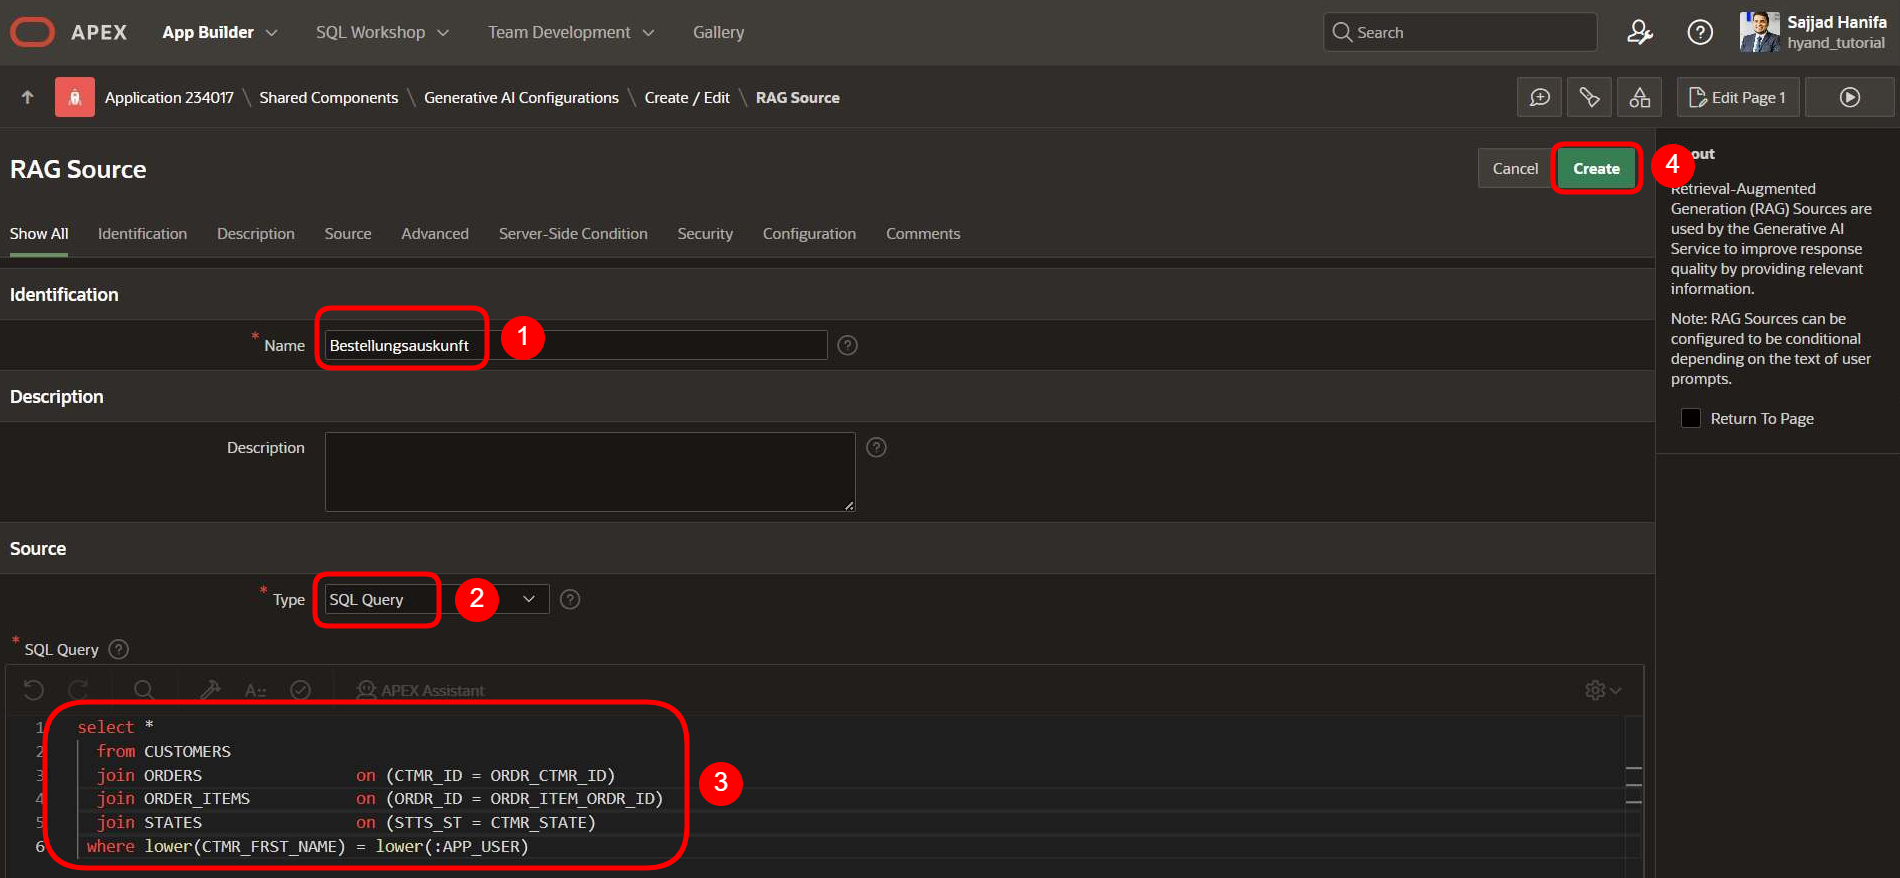 APEX App Builder SQL Workshop Team Development Gallery Search Sajjad Hanifa
hyand_tutorial
Application 234017 \ Shared Components \ Generative AI Configurations \ Create / Edit \ RAG Source Edit Page 1
RAG Source
Cancel Create 4
Show All Identification Description Source Advanced Server-Side Condition Security Configuration Comments
Identification
* Name Bestellungsauskunft 1
Description
Description
Source
* Type SQL Query 2
* SQL Query
APEX Assistant
1 select *
2 from CUSTOMERS
3 join ORDERS on (CTMR_ID = ORDR_CTMR_ID)
4 join ORDER_ITEMS on (ORDR_ID = ORDR_ITEM_ORDR_ID)
5 join STATES on (STTS_ST = CTMR_STATE)
6 where lower(CTMR_FRST_NAME) = lower(:APP_USER)
3
out
Retrieval-Augmented
Generation (RAG) Sources are
used by the Generative AI
Service to improve response
quality by providing relevant
information.
Note: RAG Sources can be
configured to be conditional
depending on the text of user
prompts.
Return To Page